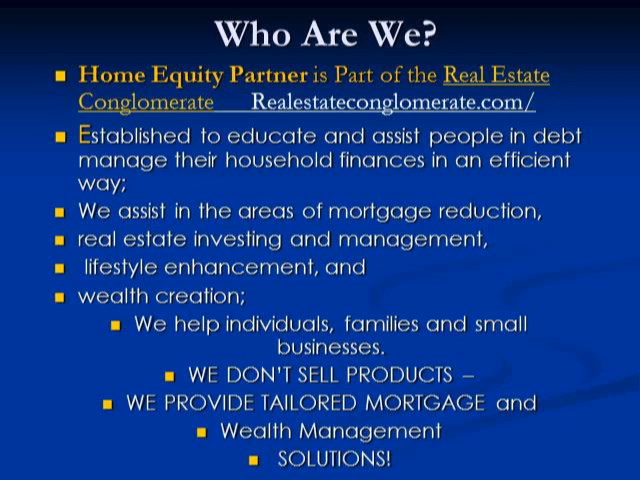 Who Are We?
Home Equity Partner is Part of the Real Estate
Conglomerate Realestateconglomerate.com/
Established to educate and assist people in debt
manage their household finances in an efficient
way;
We assist in the areas of mortgage reduction,
real estate investing and management,
lifestyle enhancement, and
wealth creation;
We help individuals, families and small
businesses.
WE DON'T SELL PRODUCTS –
WE PROVIDE TAILORED MORTGAGE and
Wealth Management
SOLUTIONS!